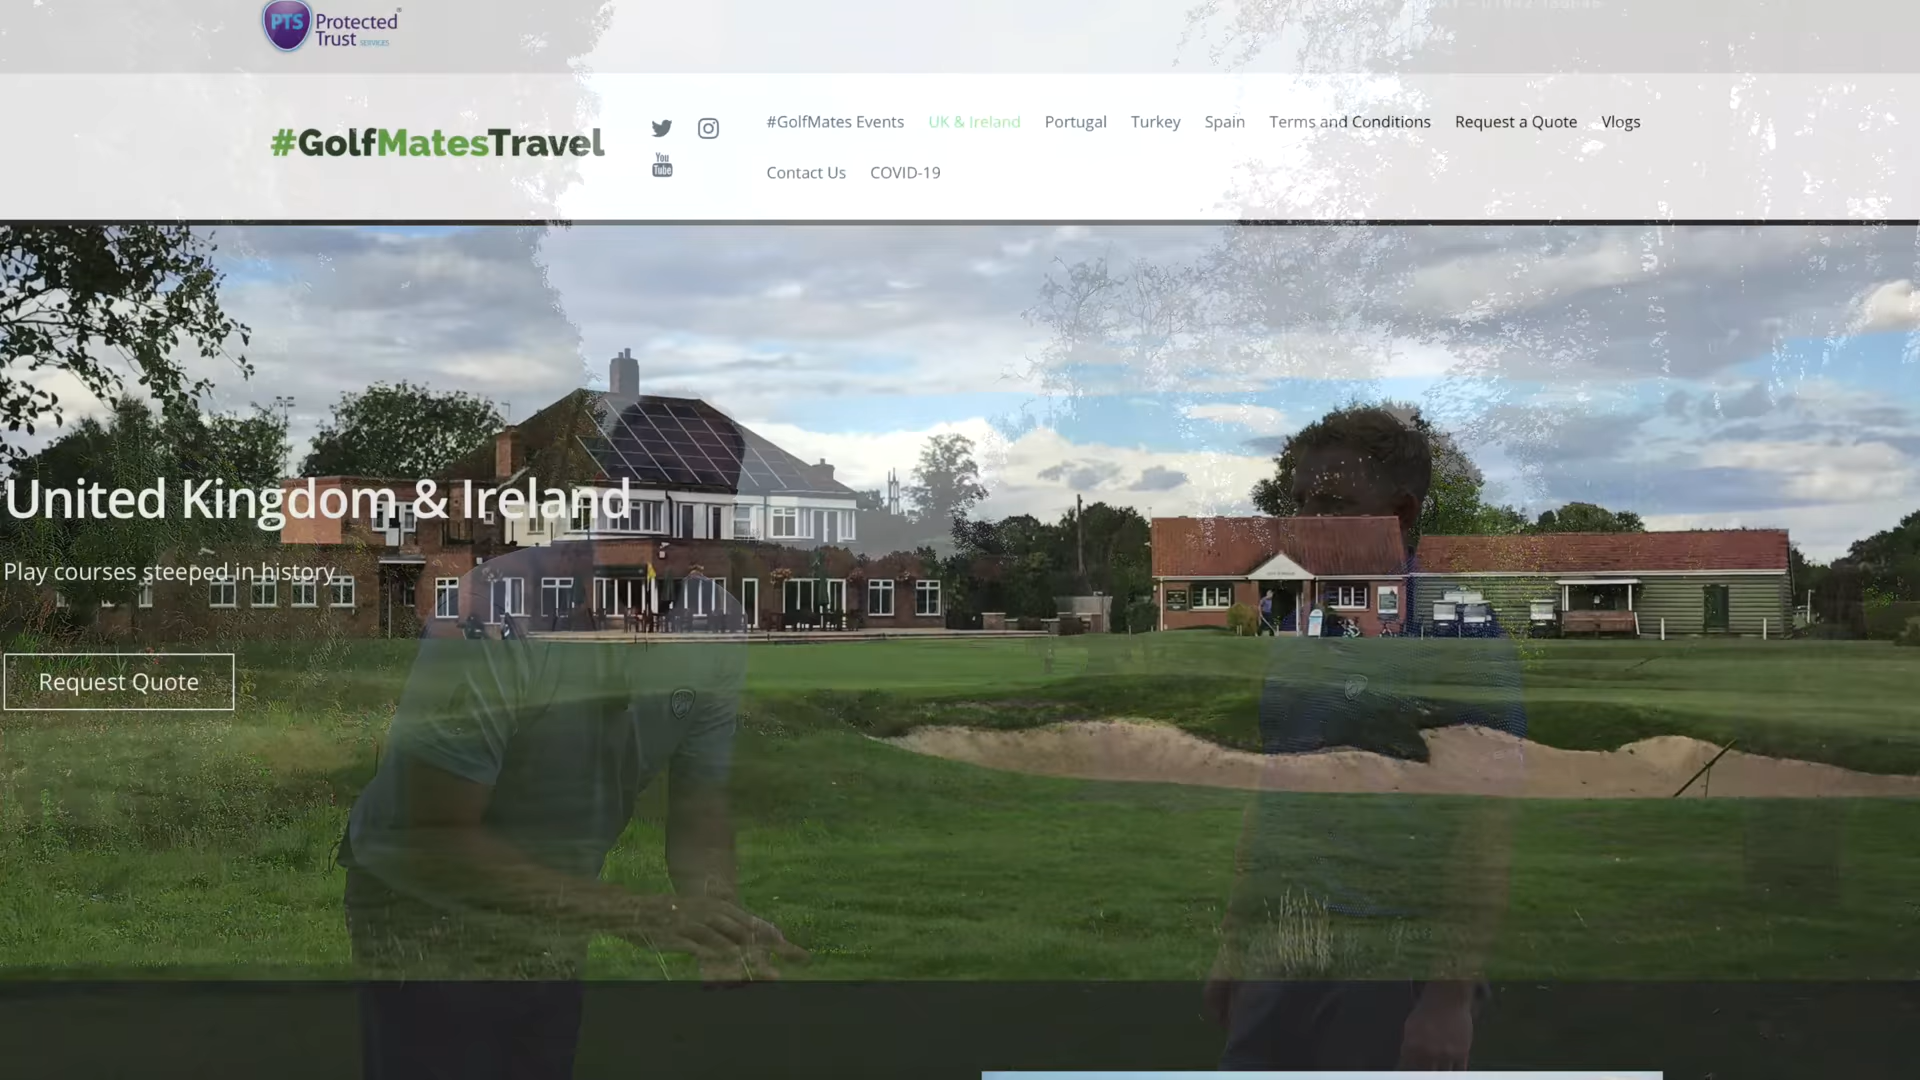 PTS Protected
Trust SERVICES
#GolfMatesTravel
You
Tube
#GolfMates Events UK & Ireland Portugal Turkey Spain Terms and Conditions Request a Quote Vlogs
Contact Us COVID-19
United Kingdom & Ireland
Play courses steeped in history
Request Quote